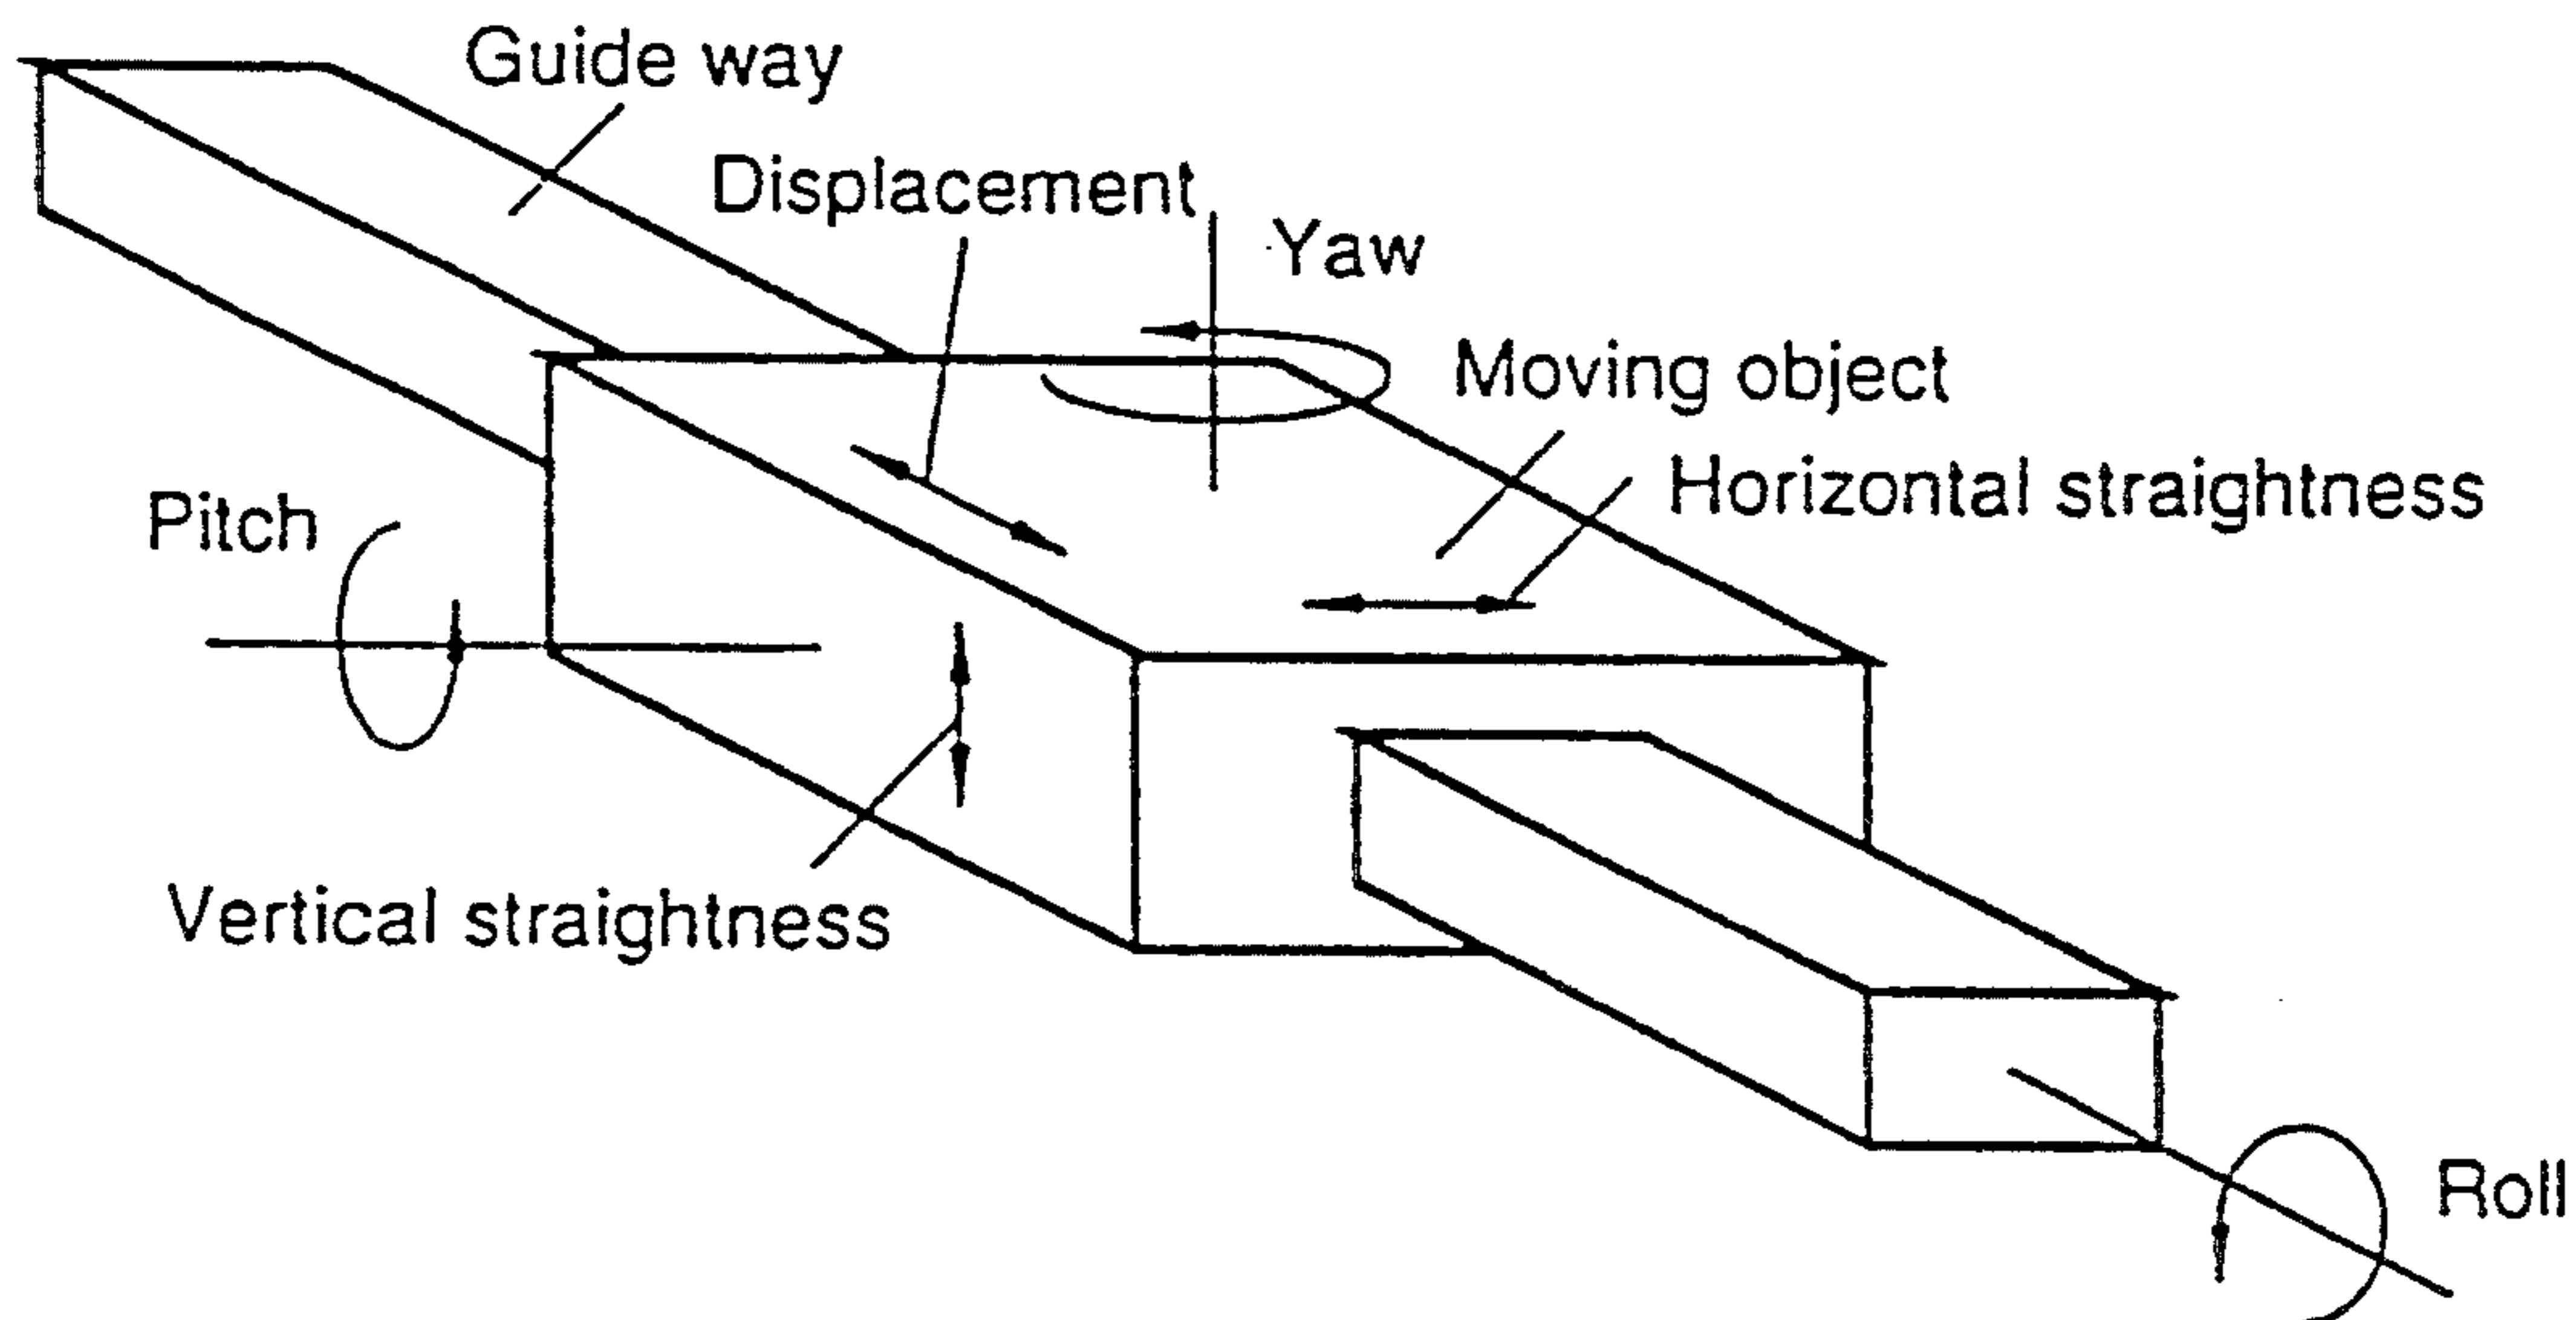 Guide way
Displacement
Yaw
Moving object
Horizontal straightness
Pitch
Vertical straightness
Roll